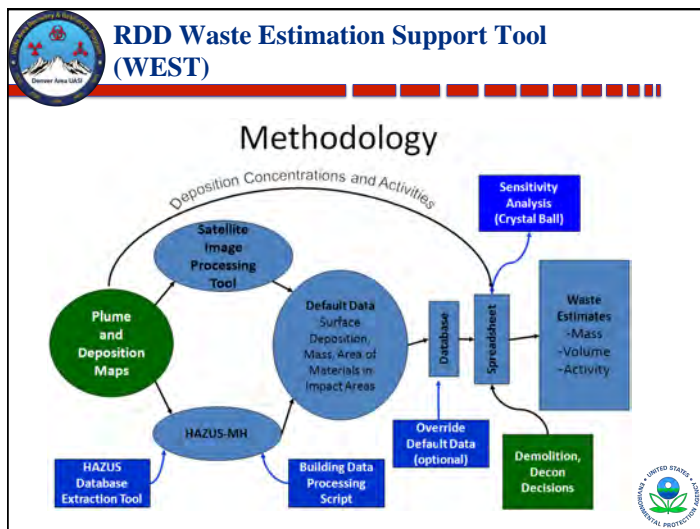 RDD Waste Estimation Support Tool
(WEST)
Denver Area UASI
Methodology
Deposition Concentrations and Activities
Sensitivity
Analysis
(Crystal Ball)
Satellite
Image
Processing
Tool
Plume
and
Deposition
Maps
Default Data
Surface
Deposition,
Mass, Area of
Materials in
Impact Areas
Database
Spreadsheet
Waste
Estimates
-Mass
-Volume
-Activity
HAZUS-MH
HAZUS
Database
Extraction Tool
Building Data
Processing
Script
Override
Default Data
(optional)
Demolition,
Decon
Decisions
UNITED STATES
ENVIRONMENTAL PROTECTION AGENCY